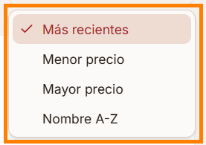 Más recientes
Menor precio
Mayor precio
Nombre A-Z